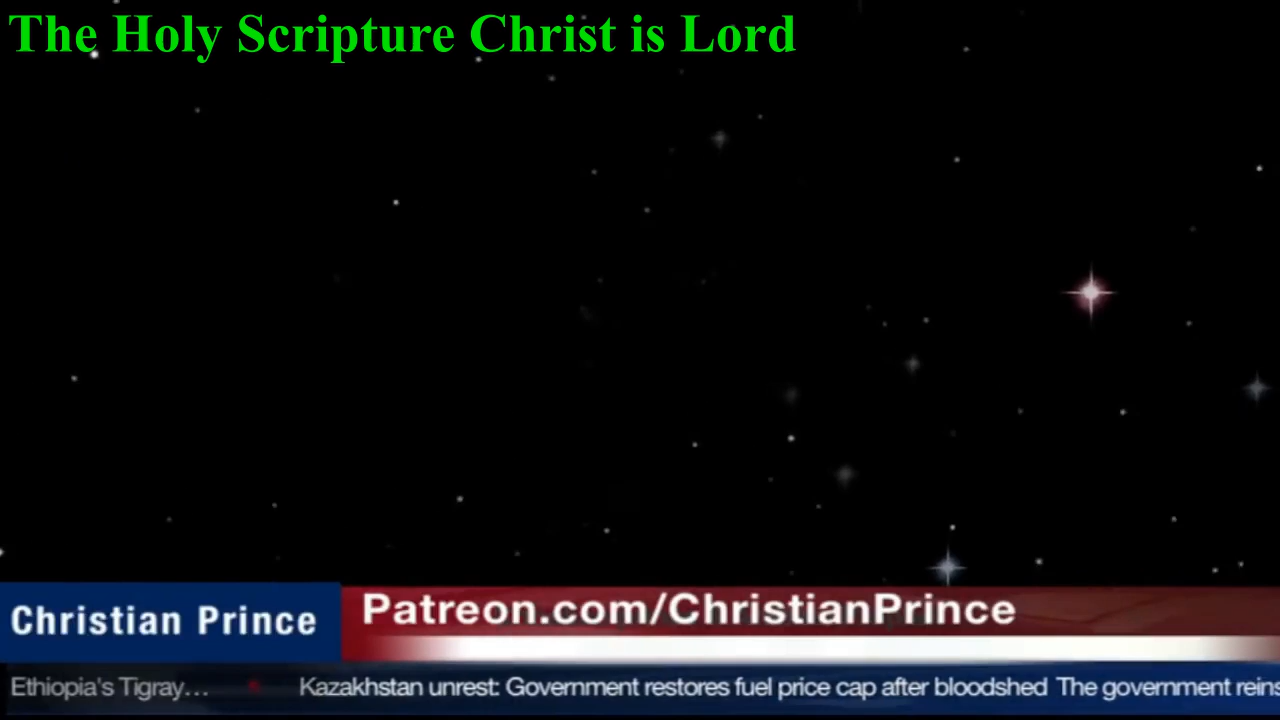 The Holy Scripture Christ is Lord
Christian Prince
Patreon.com/ChristianPrince
Ethiopia's Tigray... Kazakhstan unrest: Government restores fuel price cap after bloodshed The government reins